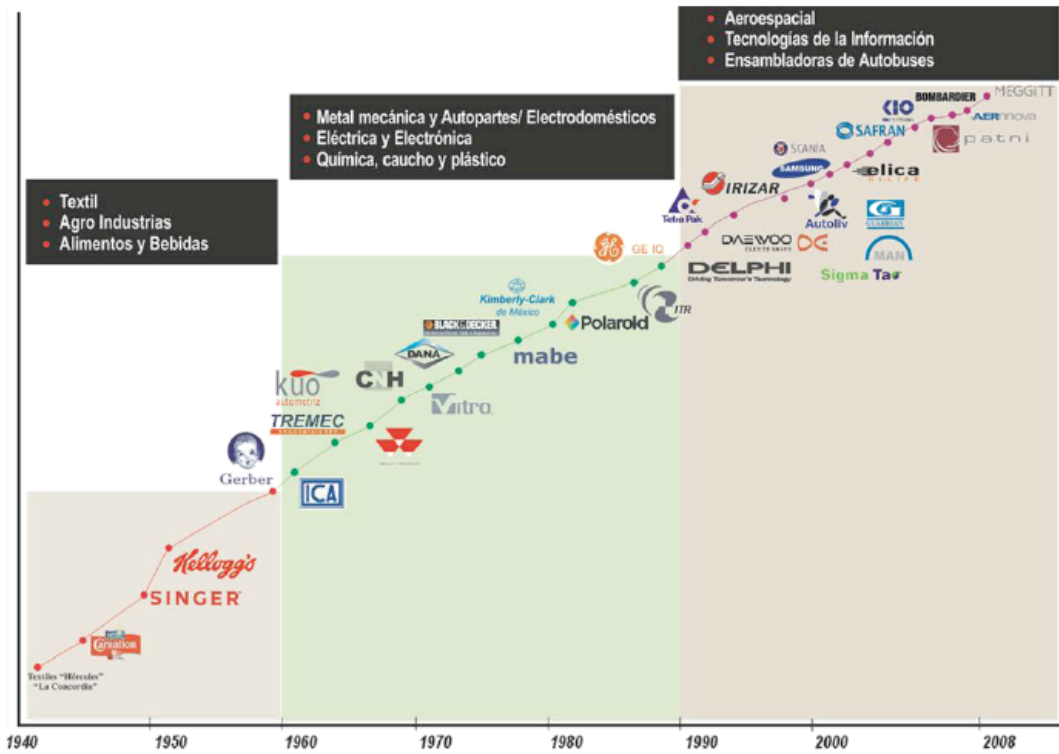 • Aeroespacial
• Tecnologías de la Información
• Ensambladoras de Autobuses
• Metal mecánica y Autopartes/ Electrodomésticos
• Eléctrica y Electrónica
• Química, caucho y plástico
• Textil
• Agro Industrias
• Alimentos y Bebidas
BOMBARDIER
MEGGiTT
AERnnova
patni
SAFRAN
SCANIA
SAMSUNG
elica
IRIZAR
Tetra Pak
Autoliv
GUARDIAN
DAEWOO
ELECTRONICS
MAN
DELPHI
Driving Tomorrow's Technology
Sigma Tao
GE IQ
ITR
Kimberly-Clark
de México
Polaroid
BLACK & DECKER
mabe
DANA
CNH
Vitro
kuo
automotriz
TREMEC
Gerber
ICA
Kellogg's
SINGER
Carnation
Textiles "Hércules"
"La Concordia"
1940
1950
1960
1970
1980
1990
2000
2008